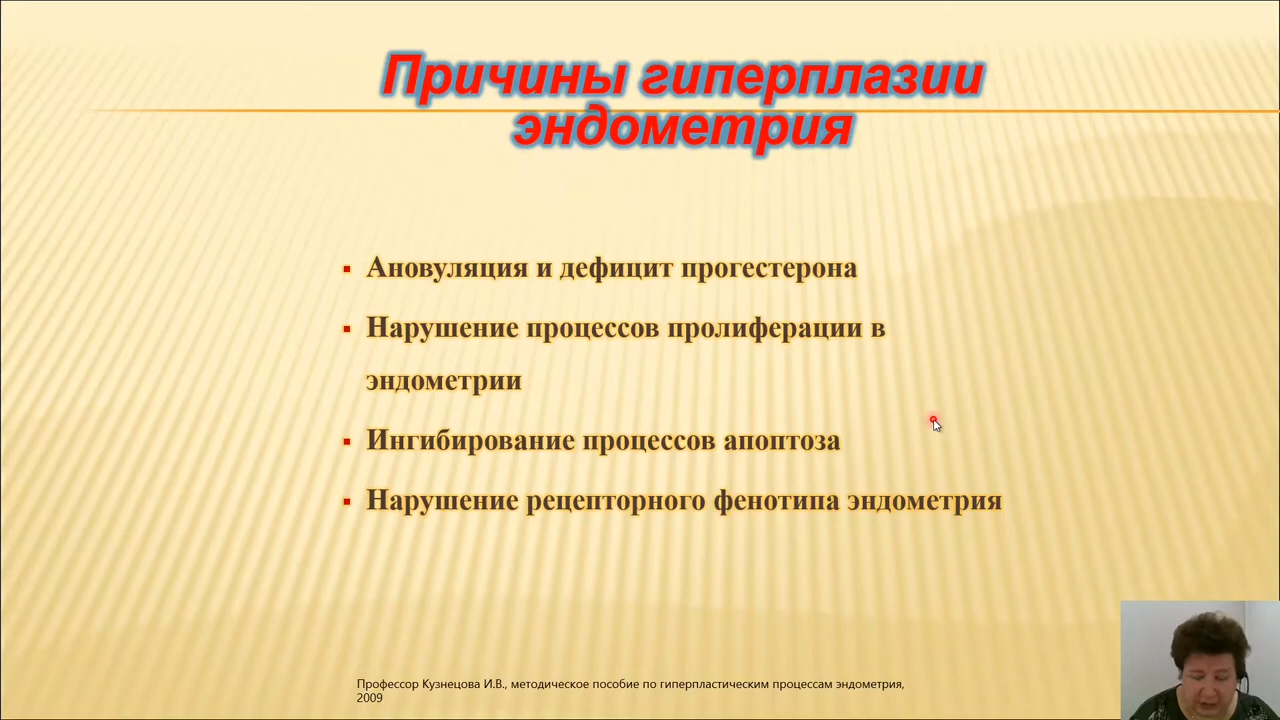 Причины гиперплазии
эндометрия
Ановуляция и дефицит прогестерона
Нарушение процессов пролиферации в
эндометрии
Ингибирование процессов апоптоза
Нарушение рецепторного фенотипа эндометрия
Профессор Кузнецова И.В., методическое пособие по гиперпластическим процессам эндометрия,
2009